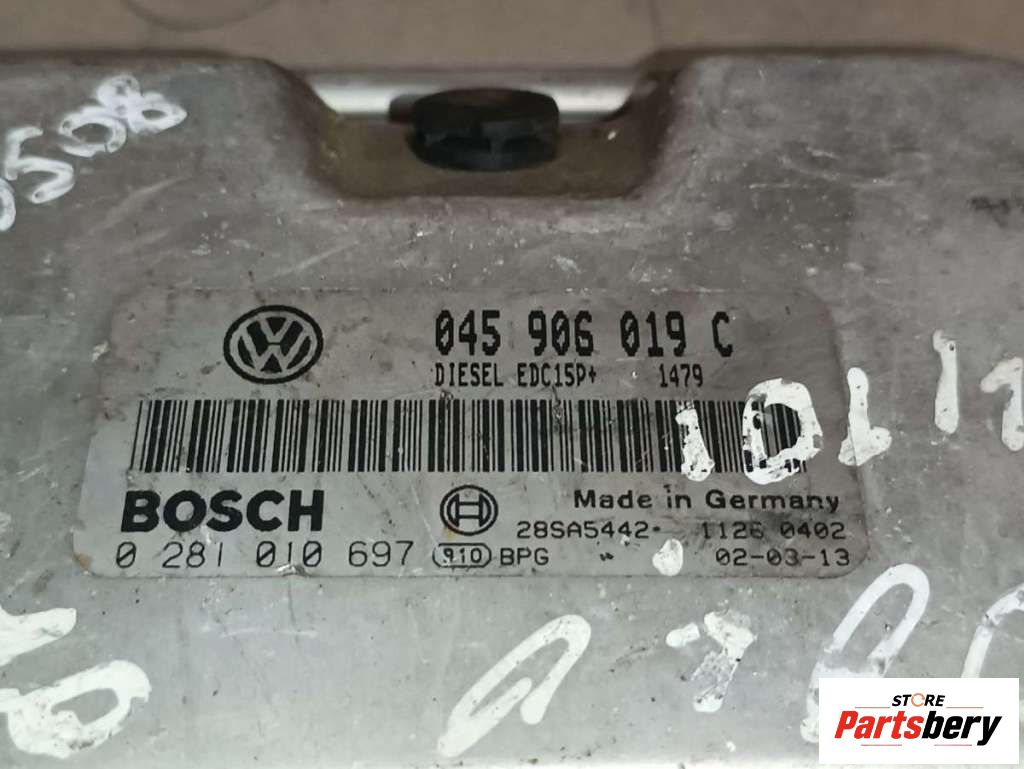 0508
045 906 019 C
DIESEL EDC15P+ 1479
BOSCH
Made in Germany
28SA5442 1126 0402
0 281 010 697 910 BPG 02-03-13
STORE
Partsbery